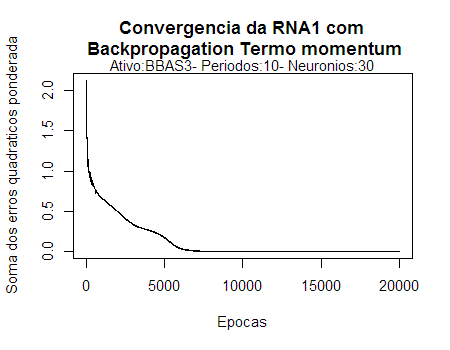 Convergencia da RNA1 com
Backpropagation Termo momentum
Ativo:BBAS3- Periodos:10- Neuronios:30
Soma dos erros quadraticos ponderada
2.0
1.5
1.0
0.5
0.0
0
5000
10000
15000
20000
Epocas